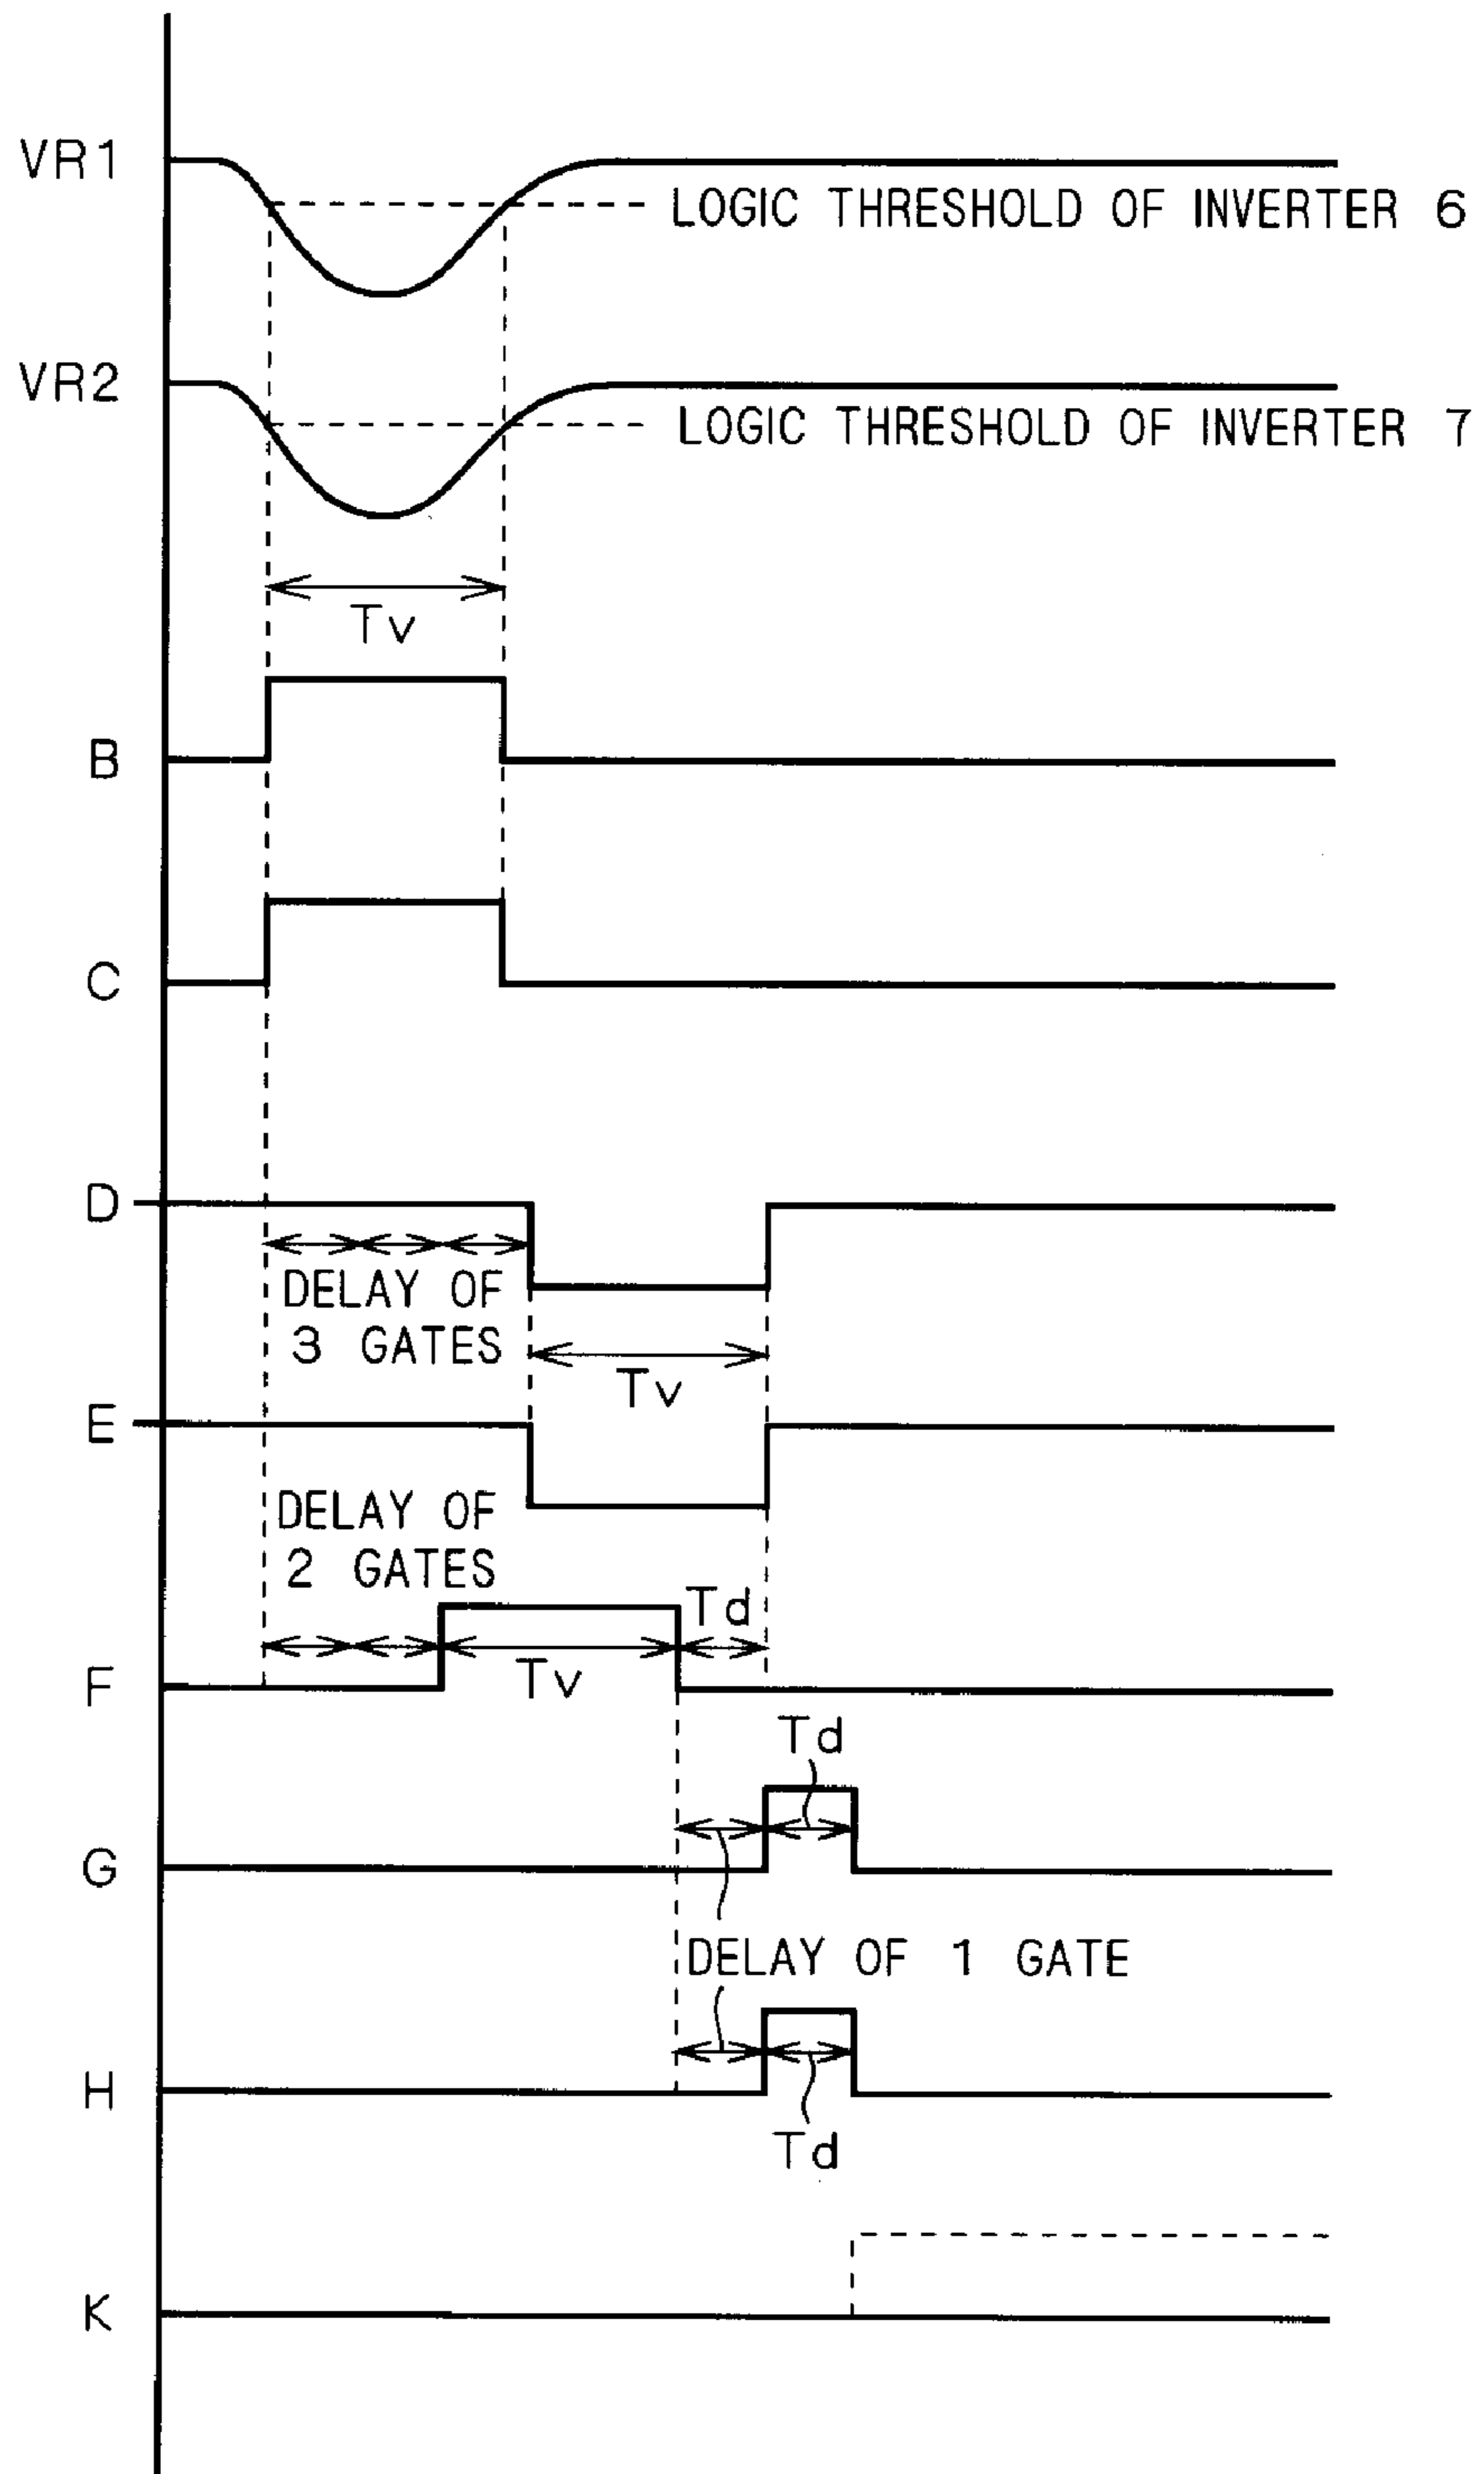 VR1
LOGIC THRESHOLD OF INVERTER 6
VR2
LOGIC THRESHOLD OF INVERTER 7
Tv
B
C
D
DELAY OF
3 GATES
Tv
E
DELAY OF
2 GATES
Td
Tv
F
Td
G
DELAY OF 1 GATE
H
Td
K